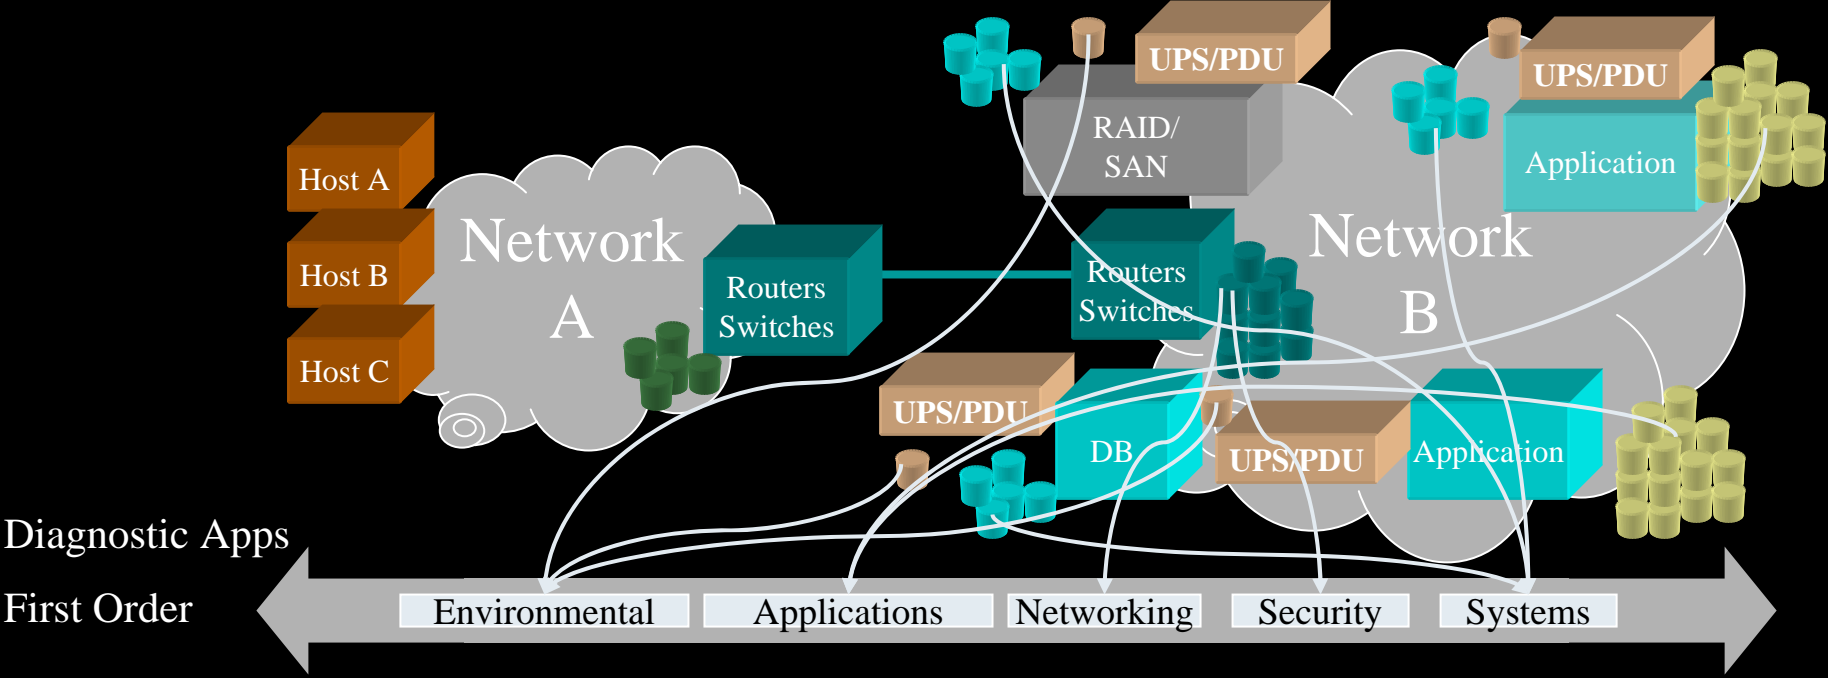 UPS/PDU
UPS/PDU
RAID/
SAN
Application
Host A
Host B
Host C
Network
A
Routers
Switches
Routers
Switches
Network
B
UPS/PDU
DB
UPS/PDU
Application
Diagnostic Apps
First Order
Environmental
Applications
Networking
Security
Systems